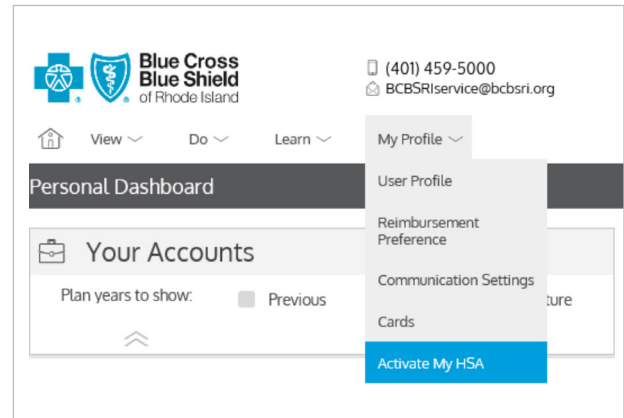 Blue Cross
Blue Shield
of Rhode Island
(401) 459-5000
BCBSRIservice@bcbsri.org
View Do Learn My Profile
Personal Dashboard
User Profile
Reimbursement
Preference
Your Accounts
Communication Settings
Plan years to show: Previous ture
Cards
Activate My HSA